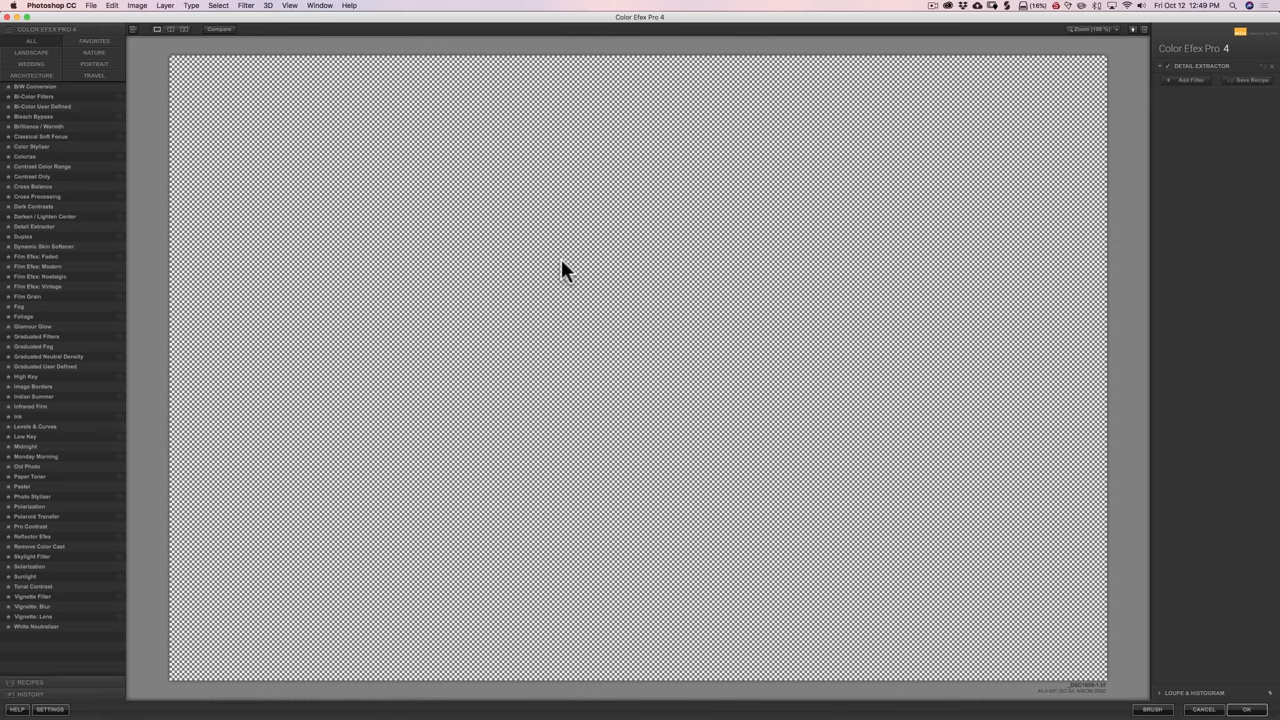 Photoshop CC File Edit Image Layer Type Select Filter 3D View Window Help
(16%) Fri Oct 12 12:49 PM
Color Efex Pro 4
COLOR EFEX PRO 4
Compare
Zoom (100 %)
ALL FAVORITES
LANDSCAPE NATURE
WEDDING PORTRAIT
ARCHITECTURE TRAVEL
B/W Conversion
Bi-Color Filters
Bi-Color User Defined
Bleach Bypass
Brilliance / Warmth
Classical Soft Focus
Color Stylizer
Colorize
Contrast Color Range
Contrast Only
Cross Balance
Cross Processing
Dark Contrasts
Darken / Lighten Center
Detail Extractor
Duplex
Dynamic Skin Softener
Film Efex: Faded
Film Efex: Modern
Film Efex: Nostalgic
Film Efex: Vintage
Film Grain
Fog
Foliage
Glamour Glow
Graduated Filters
Graduated Fog
Graduated Neutral Density
Graduated User Defined
High Key
Image Borders
Indian Summer
Infrared Film
Ink
Levels & Curves
Low Key
Midnight
Monday Morning
Old Photo
Paper Toner
Pastel
Photo Stylizer
Polarization
Polaroid Transfer
Pro Contrast
Reflector Efex
Remove Color Cast
Skylight Filter
Solarization
Sunlight
Tonal Contrast
Vignette Filter
Vignette: Blur
Vignette: Lens
White Neutralizer
RECIPES
HISTORY
HELP SETTINGS
Color Efex Pro 4
DETAIL EXTRACTOR
Add Filter Save Recipe
LOUPE & HISTOGRAM
BRUSH CANCEL OK